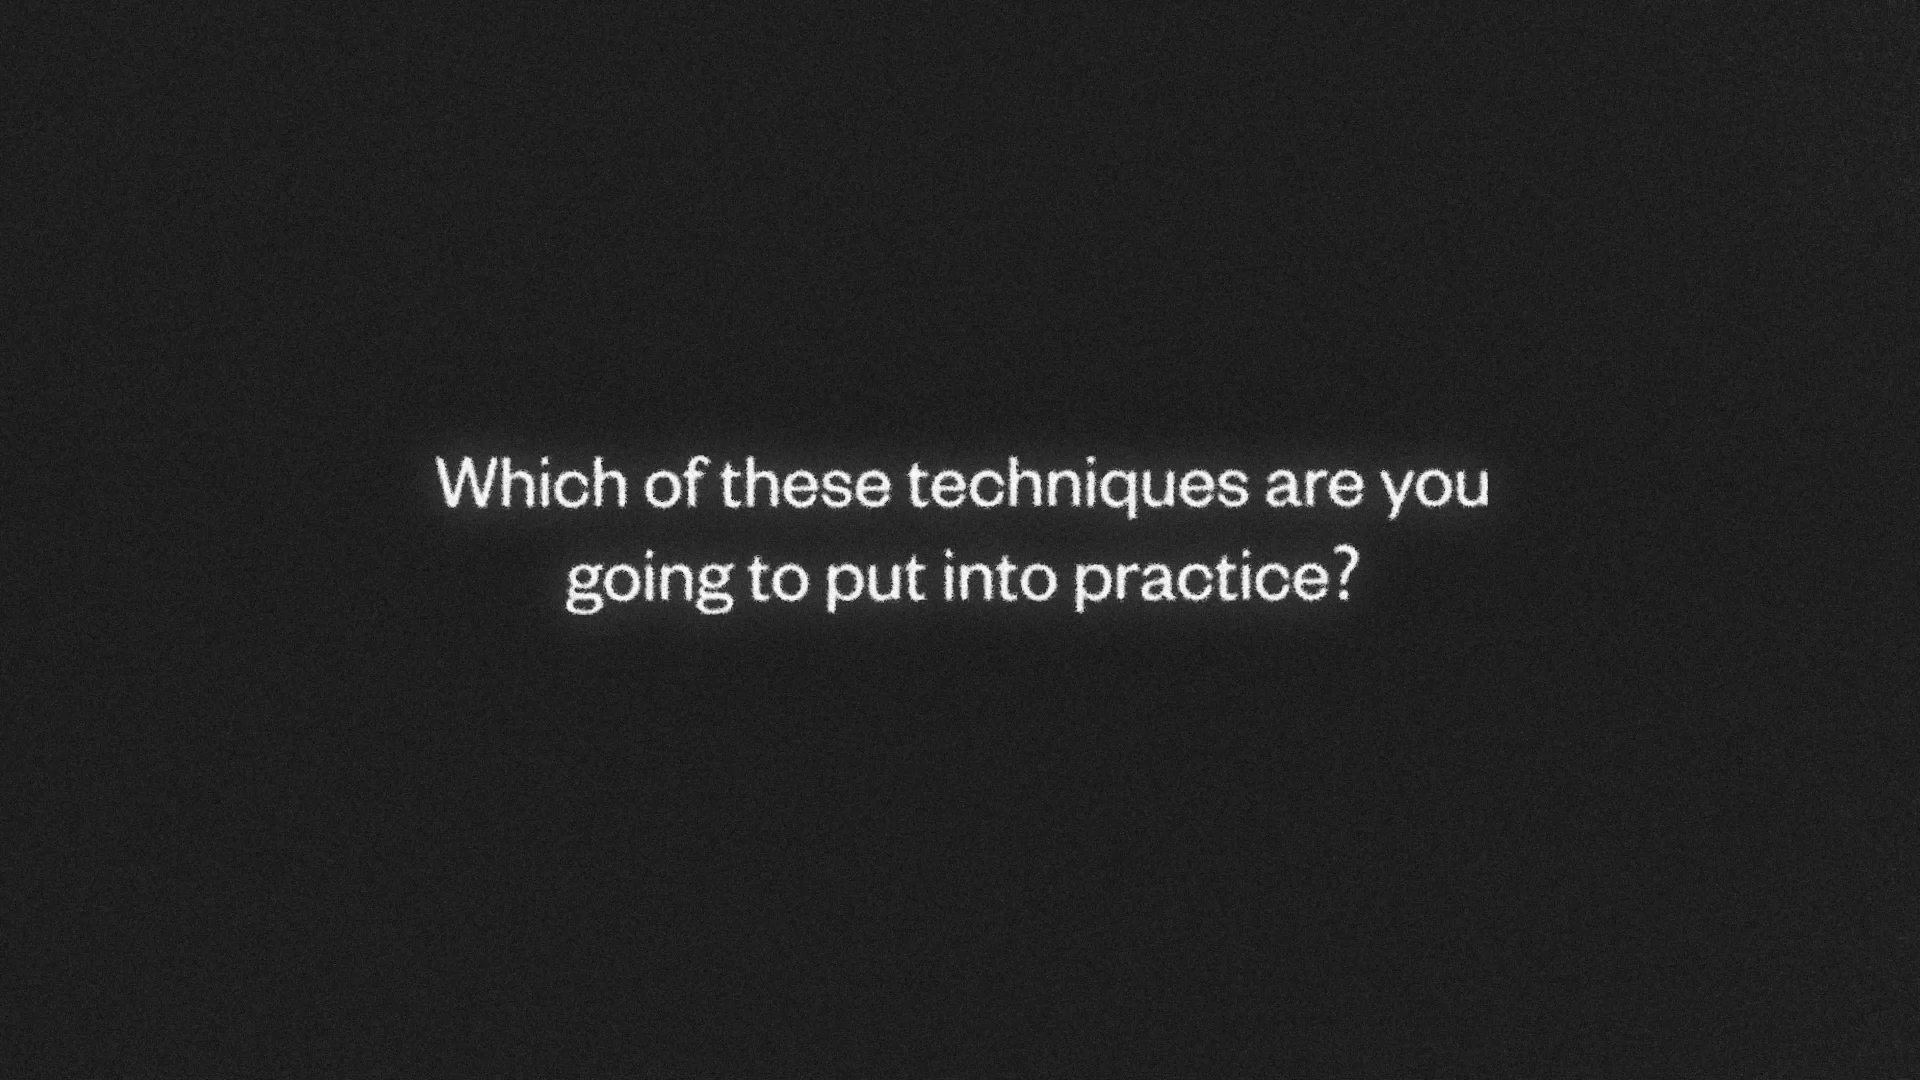 Which of these techniques are you
going to put into practice?